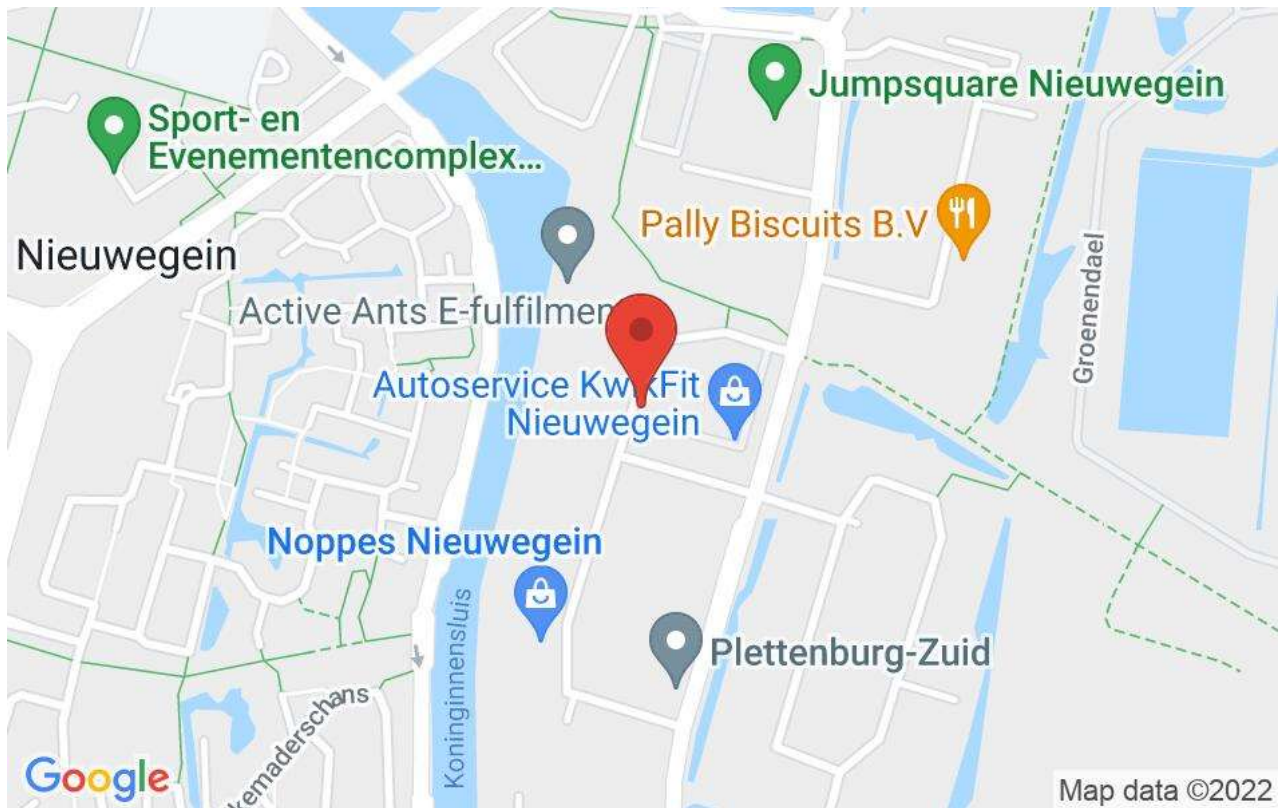 Jumpsquare Nieuwegein
Sport- en
Evenementencomplex...
Pally Biscuits B.V
Nieuwegein
Groenendael
Active Ants E-fulfilmen
Autoservice KwikFit
Nieuwegein
Noppes Nieuwegein
Koninginnensluis
Plettenburg-Zuid
kemaderschans
Google
Map data ©2022